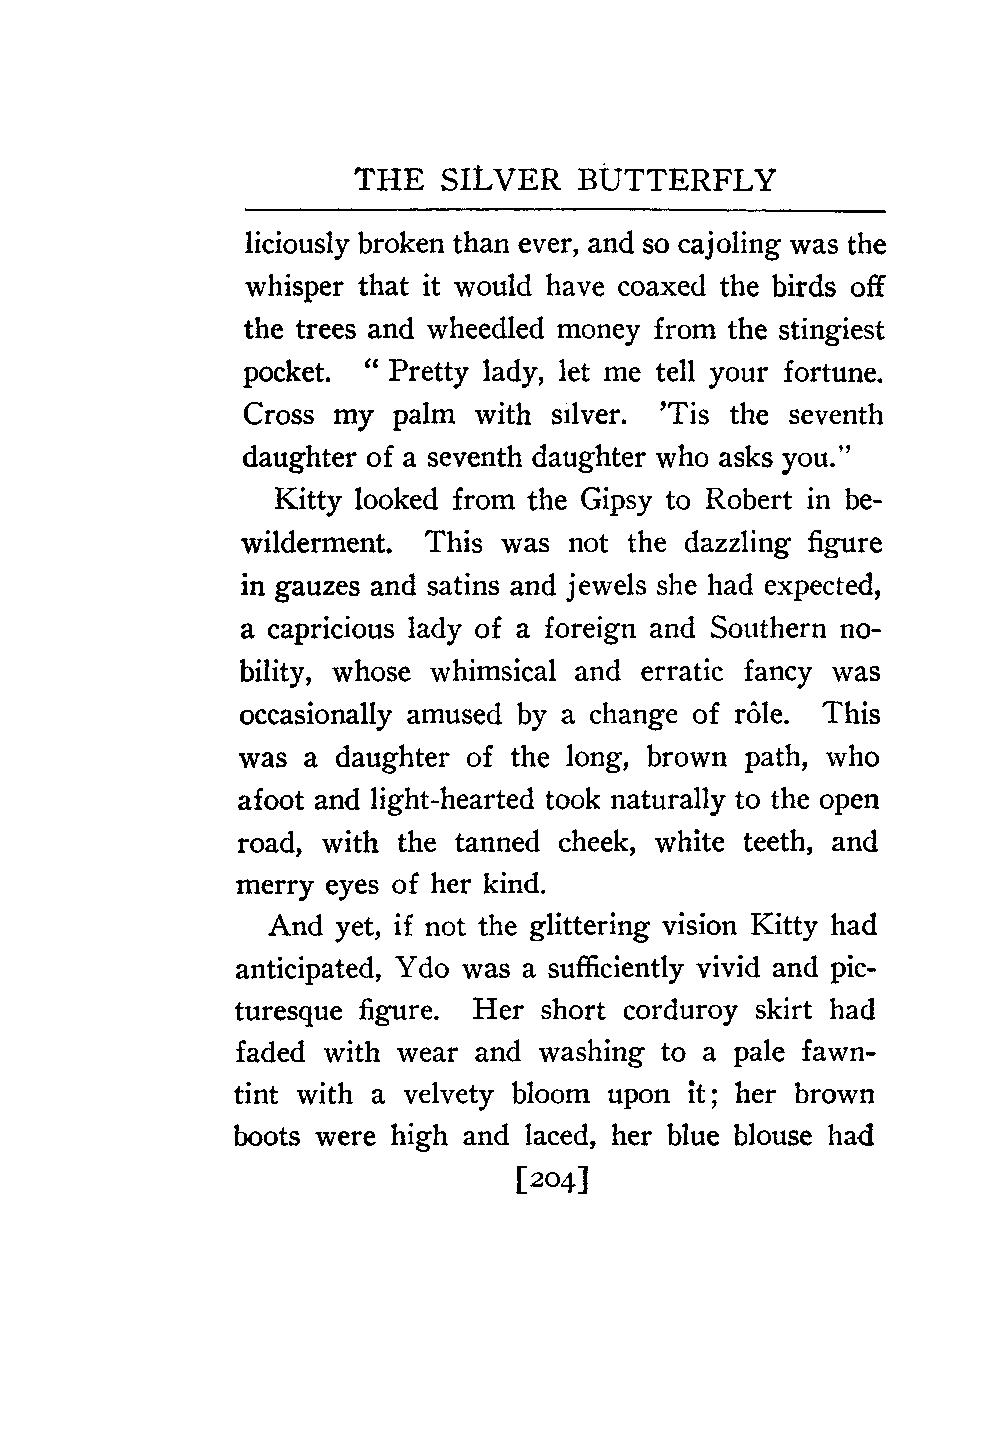 THE SILVER BUTTERFLY
liciously broken than ever, and so cajoling was the
whisper that it would have coaxed the birds off
the trees and wheedled money from the stingiest
pocket. “ Pretty lady, let me tell your fortune.
Cross my palm with silver. ’Tis the seventh
daughter of a seventh daughter who asks you.”
Kitty looked from the Gipsy to Robert in be-
wilderment. This was not the dazzling figure
in gauzes and satins and jewels she had expected,
a capricious lady of a foreign and Southern no-
bility, whose whimsical and erratic fancy was
occasionally amused by a change of rôle. This
was a daughter of the long, brown path, who
afoot and light-hearted took naturally to the open
road, with the tanned cheek, white teeth, and
merry eyes of her kind.
And yet, if not the glittering vision Kitty had
anticipated, Ydo was a sufficiently vivid and pic-
turesque figure. Her short corduroy skirt had
faded with wear and washing to a pale fawn-
tint with a velvety bloom upon it; her brown
boots were high and laced, her blue blouse had
[204]